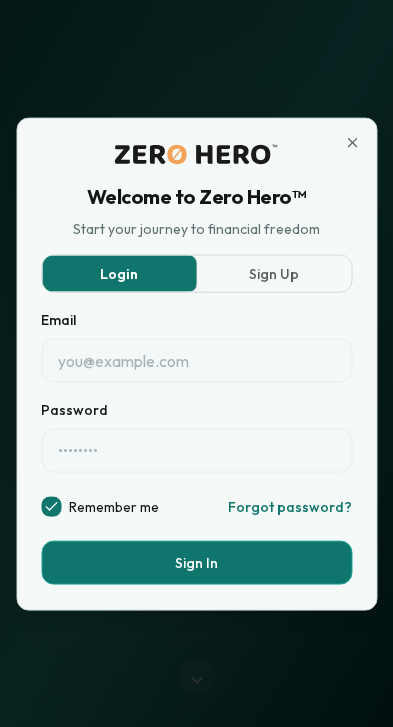 ZERO HERO™
Welcome to Zero Hero™
Start your journey to financial freedom
Login
Sign Up
Email
you@example.com
Password
••••••••
Remember me
Forgot password?
Sign In